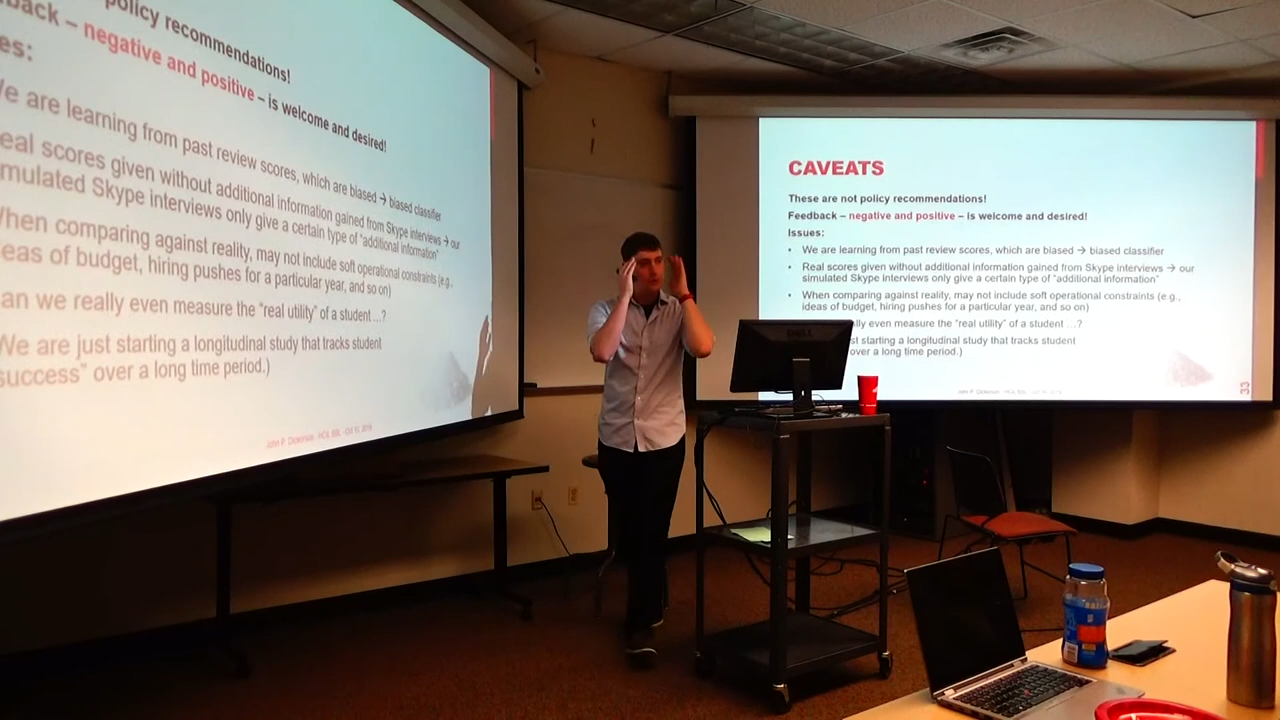 policy recommendations!
back – negative and positive – is welcome and desired!
es:
We are learning from past review scores, which are biased → biased classifier
eal scores given without additional information gained from Skype interviews → our
mulated Skype interviews only give a certain type of "additional information"
When comparing against reality, may not include soft operational constraints (e.g.,
eas of budget, hiring pushes for a particular year, and so on)
an we really even measure the "real utility" of a student …?
We are just starting a longitudinal study that tracks student
success" over a long time period.)
John P. Dickerson
CAVEATS
These are not policy recommendations!
Feedback – negative and positive – is welcome and desired!
Issues:
• We are learning from past review scores, which are biased → biased classifier
• Real scores given without additional information gained from Skype interviews → our
simulated Skype interviews only give a certain type of "additional information"
• When comparing against reality, may not include soft operational constraints (e.g.,
ideas of budget, hiring pushes for a particular year, and so on)
ally even measure the "real utility" of a student …?
st starting a longitudinal study that tracks student
over a long time period.)
33
DELL